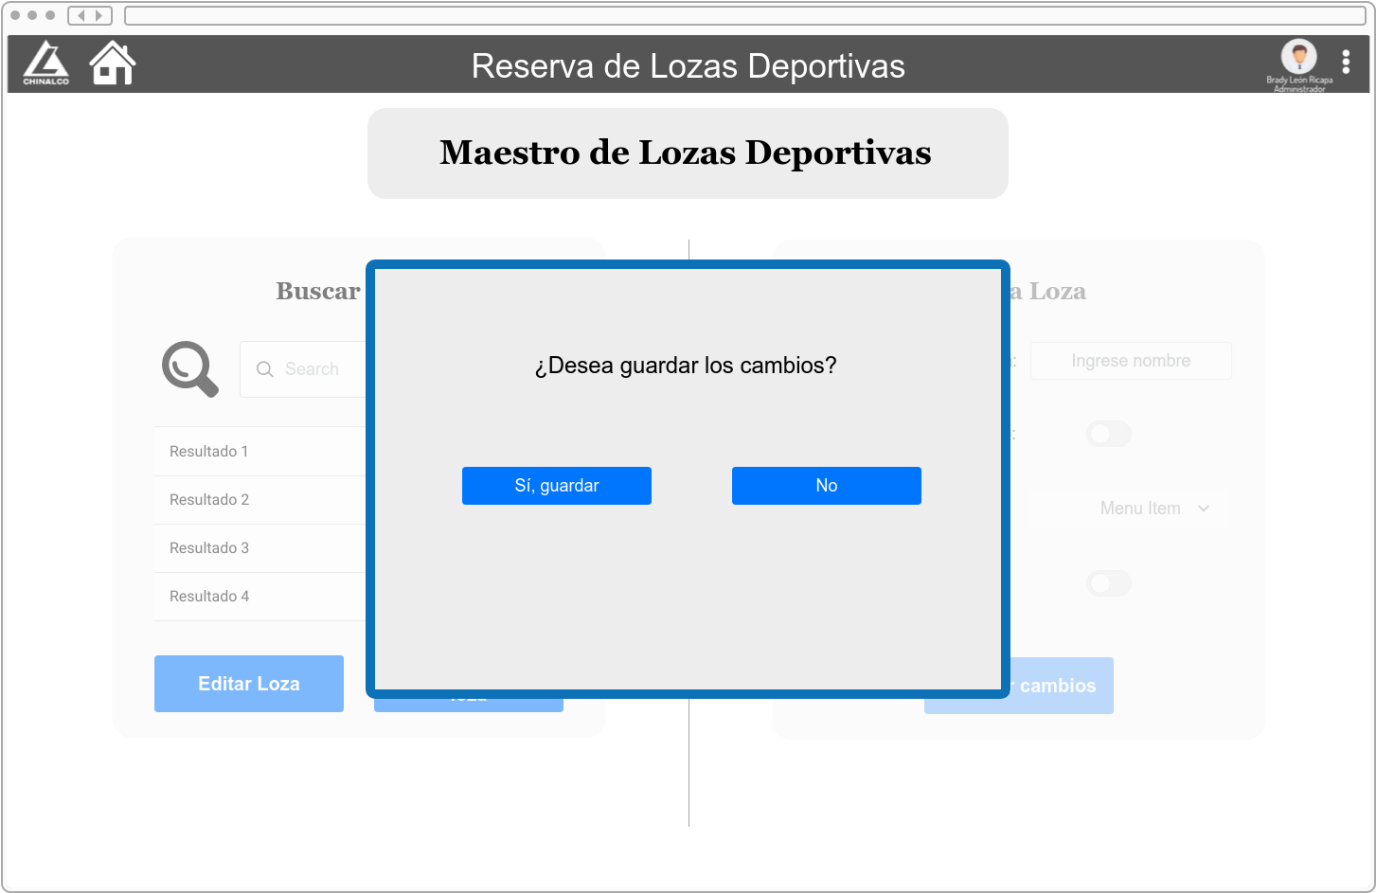 CHINALCO
Reserva de Lozas Deportivas
Brady León Ricapa
Administrador
Maestro de Lozas Deportivas
Buscar
a Loza
Search
Ingrese nombre
Resultado 1
Resultado 2
Resultado 3
Resultado 4
¿Desea guardar los cambios?
Sí, guardar
No
Menu Item
Editar Loza
cambios